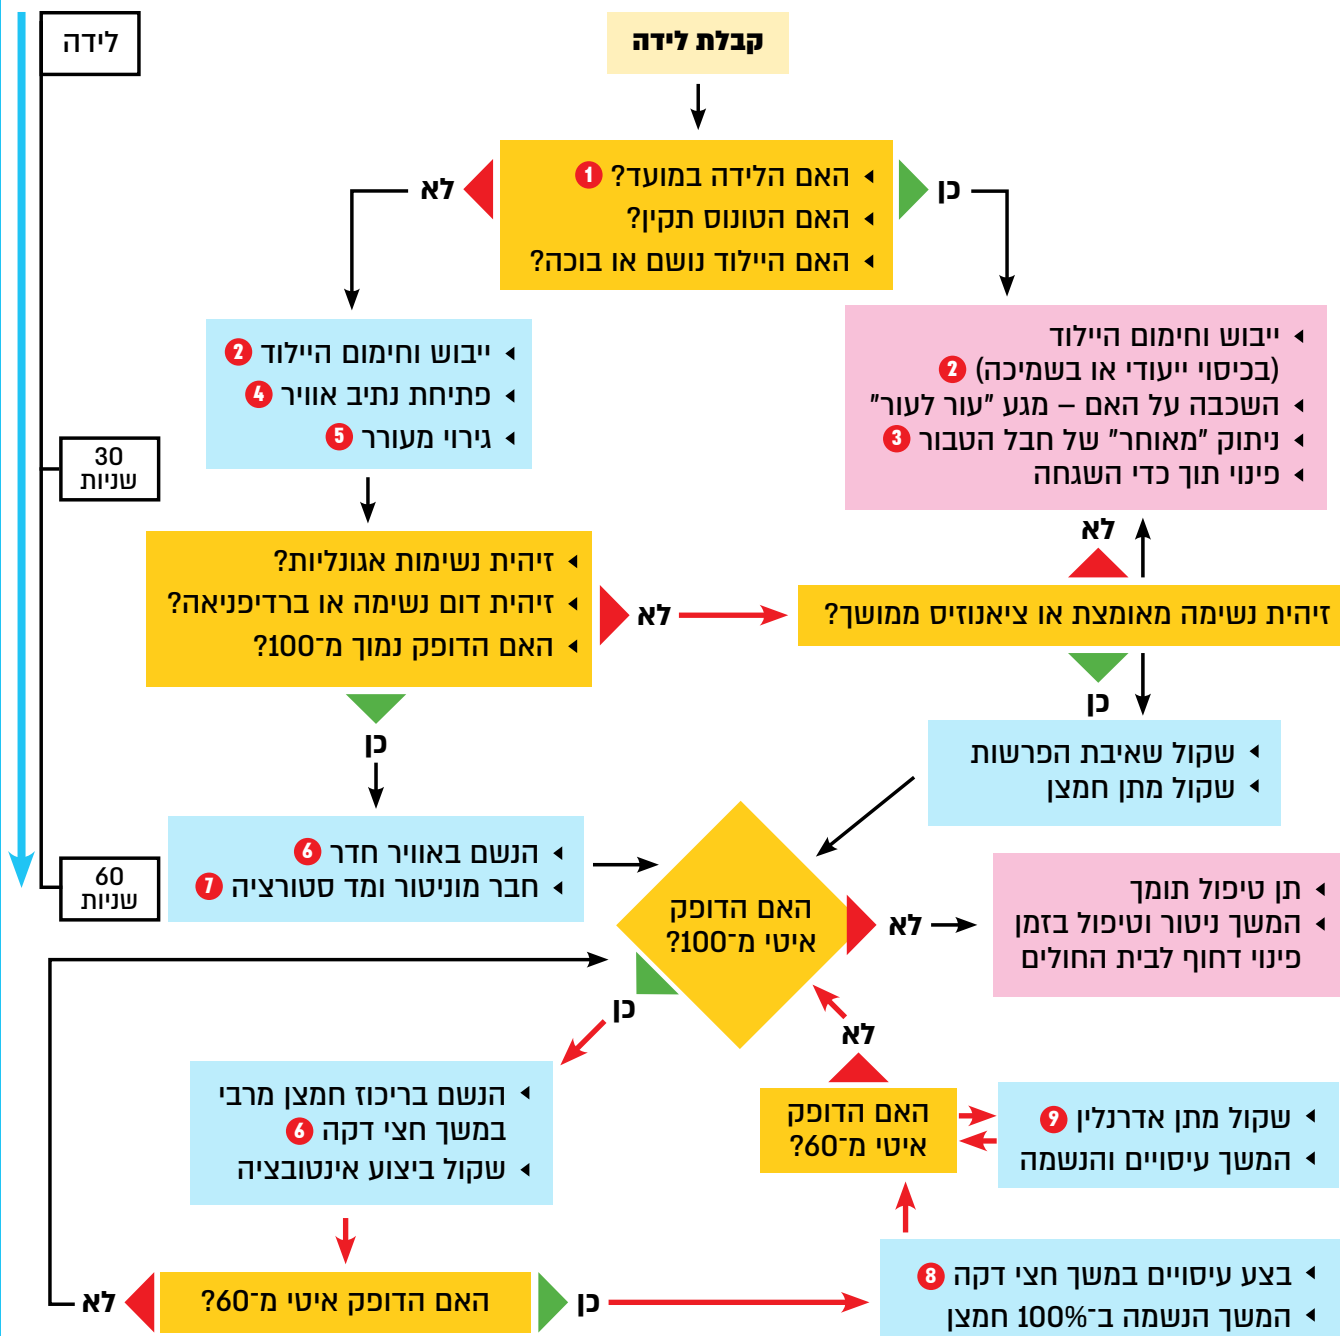 לידה
קבלת לידה
האם הלידה במועד? 1
האם הטונוס תקין?
האם היילוד נושם או בוכה?
כן
לא
ייבוש וחימום היילוד
(בכיסוי ייעודי או בשמיכה) 2
השכבה על האם – מגע "עור לעור"
ניתוק "מאוחר" של חבל הטבור 3
פינוי תוך כדי השגחה
ייבוש וחימום היילוד 2
פתיחת נתיב אוויר 4
גירוי מעורר 5
30
שניות
זיהית נשימות אגונליות?
זיהית דום נשימה או ברדיפניאה?
האם הדופק נמוך מ־100?
לא
לא
זיהית נשימה מאומצת או ציאנוזיס ממושך?
כן
כן
שקול שאיבת הפרשות
שקול מתן חמצן
הנשם באוויר חדר 6
חבר מוניטור ומד סטורציה 7
60
שניות
האם הדופק
איטי מ־100?
לא
תן טיפול תומך
המשך ניטור וטיפול בזמן
פינוי דחוף לבית החולים
כן
לא
הנשם בריכוז חמצן מרבי
במשך חצי דקה 6
שקול ביצוע אינטובציה
האם הדופק
איטי מ־60?
שקול מתן אדרנלין 9
המשך עיסויים והנשמה
האם הדופק איטי מ־60?
לא
כן
בצע עיסויים במשך חצי דקה 8
המשך הנשמה ב־100% חמצן